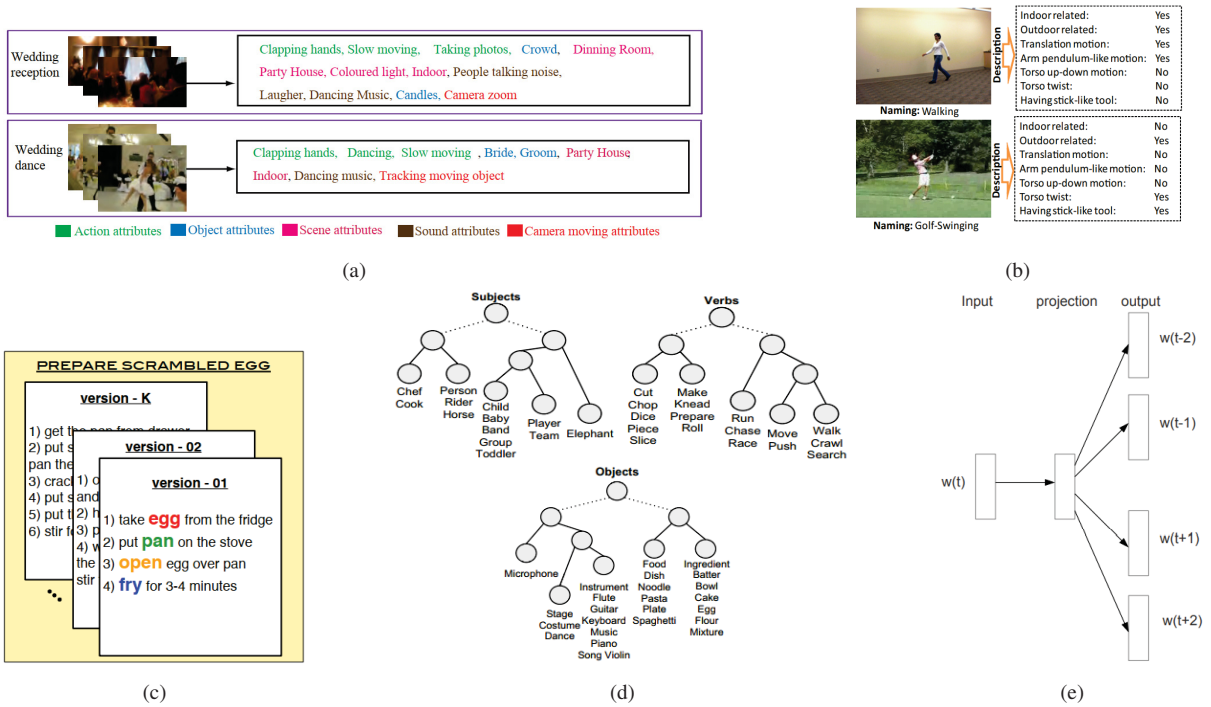 Wedding reception
Clapping hands, Slow moving, Taking photos, Crowd, Dinning Room,
Party House, Coloured light, Indoor, People talking noise,
Laugher, Dancing Music, Candles, Camera zoom
Wedding dance
Clapping hands, Dancing, Slow moving , Bride, Groom, Party House,
Indoor, Dancing music, Tracking moving object
Action attributes Object attributes Scene attributes Sound attributes Camera moving attributes
(a)
Naming: Walking
Description
Indoor related: Yes
Outdoor related: Yes
Translation motion: Yes
Arm pendulum-like motion: Yes
Torso up-down motion: No
Torso twist: No
Having stick-like tool: No
Naming: Golf-Swinging
Description
Indoor related: No
Outdoor related: Yes
Translation motion: No
Arm pendulum-like motion: No
Torso up-down motion: No
Torso twist: Yes
Having stick-like tool: Yes
(b)
PREPARE SCRAMBLED EGG
version - K
1) get the pan from drawer
2) put s
pan the
3) crac
4) put s
5) put t
6) stir f
version - 02
1) o
and
2) h
3) p
4) w
the
stir
version - 01
1) take egg from the fridge
2) put pan on the stove
3) open egg over pan
4) fry for 3-4 minutes
(c)
Subjects
Chef
Cook
Person
Rider
Horse
Child
Baby
Band
Group
Toddler
Player
Team
Elephant
Verbs
Cut
Chop
Dice
Piece
Slice
Make
Knead
Prepare
Roll
Run
Chase
Race
Move
Push
Walk
Crawl
Search
Objects
Microphone
Stage
Costume
Dance
Instrument
Flute
Guitar
Keyboard
Music
Piano
Song Violin
Food
Dish
Noodle
Pasta
Plate
Spaghetti
Ingredient
Batter
Bowl
Cake
Egg
Flour
Mixture
(d)
Input projection output
w(t)
w(t-2)
w(t-1)
w(t+1)
w(t+2)
(e)